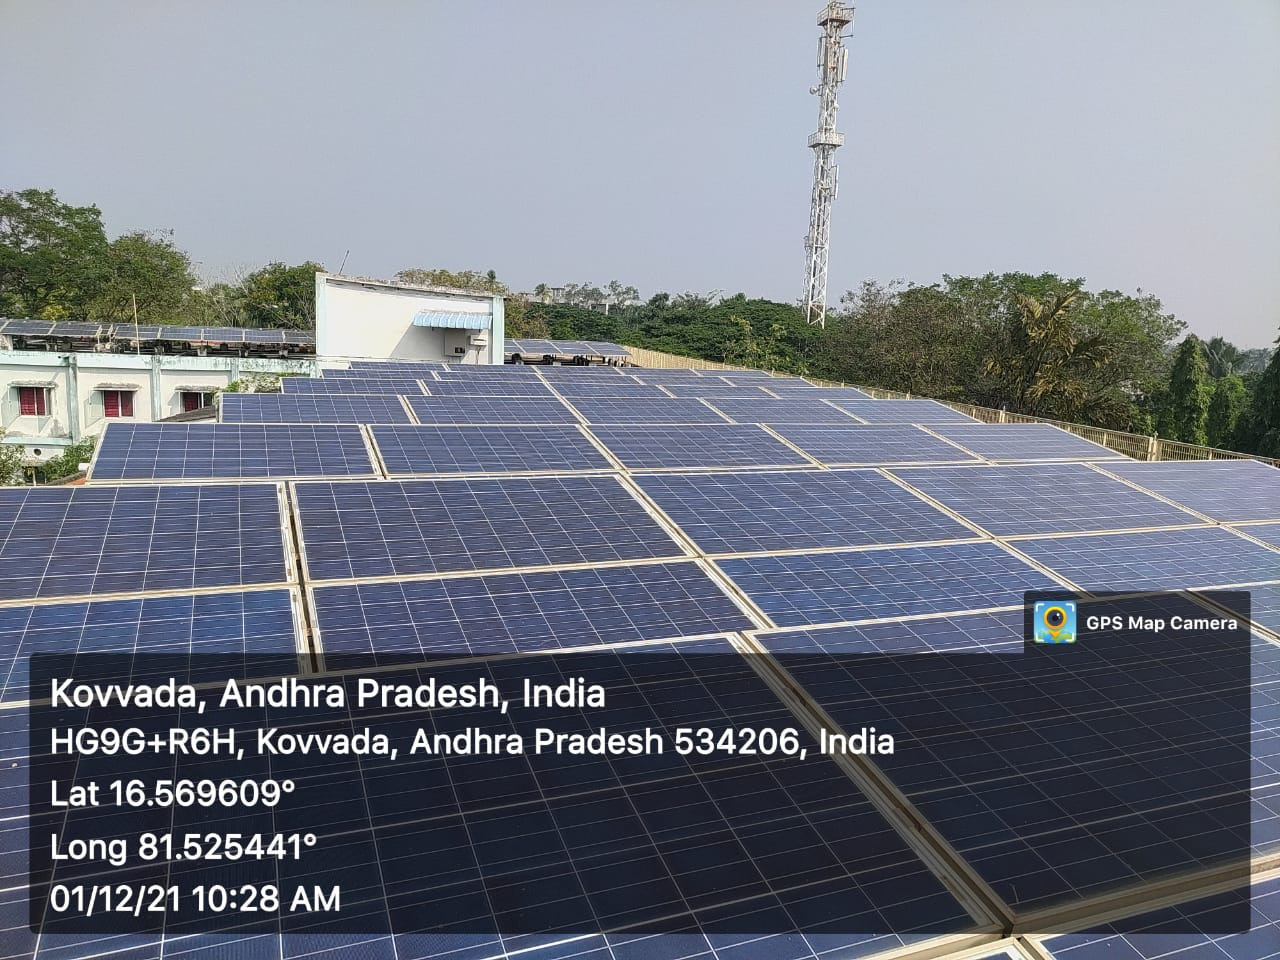 GPS Map Camera
Kovvada, Andhra Pradesh, India
HG9G+R6H, Kovvada, Andhra Pradesh 534206, India
Lat 16.569609°
Long 81.525441°
01/12/21 10:28 AM